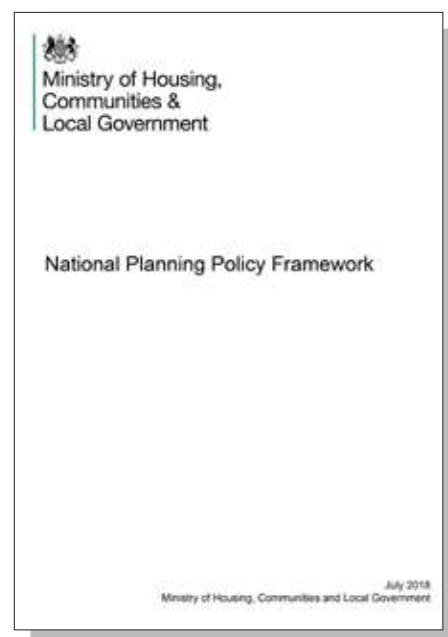 Ministry of Housing,
Communities &
Local Government
National Planning Policy Framework
July 2018
Ministry of Housing, Communities and Local Government